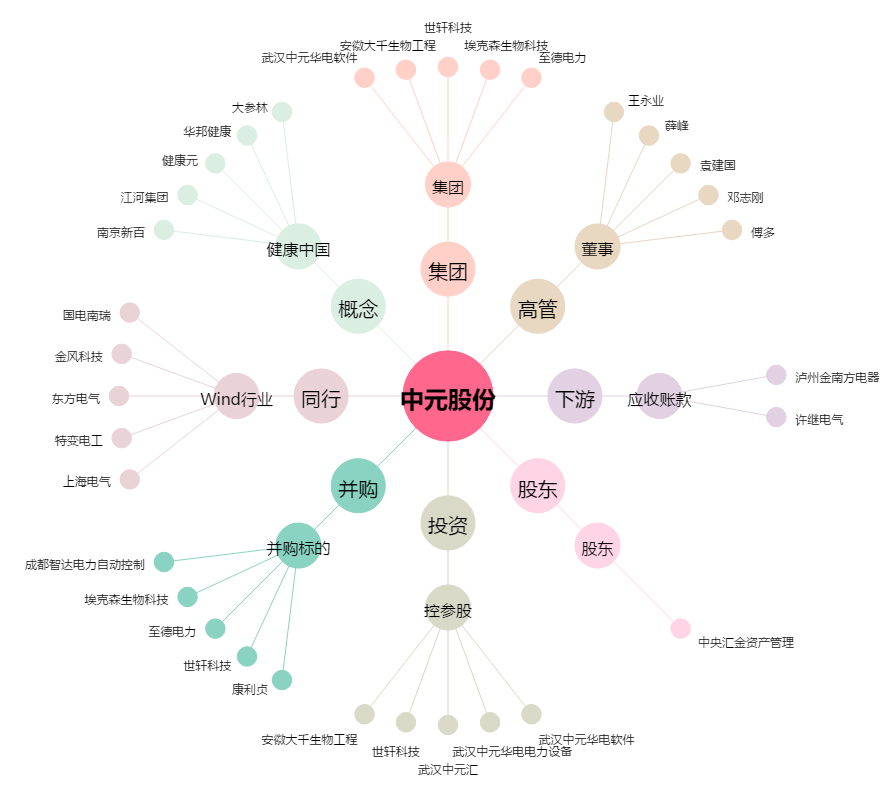 世轩科技
安徽大千生物工程
埃克森生物科技
武汉中元华电软件
至德电力
王永业
大参林
薛峰
华邦健康
健康元
袁建国
集团
江河集团
邓志刚
南京新百
傅多
健康中国
董事
集团
概念
高管
国电南瑞
金风科技
泸州金南方电器
东方电气
Wind行业
同行
中元股份
下游
应收账款
许继电气
特变电工
上海电气
并购
股东
投资
并购标的
股东
成都智达电力自动控制
埃克森生物科技
控参股
至德电力
中央汇金资产管理
世轩科技
康利贞
安徽大千生物工程
武汉中元华电软件
世轩科技
武汉中元华电电力设备
武汉中元汇